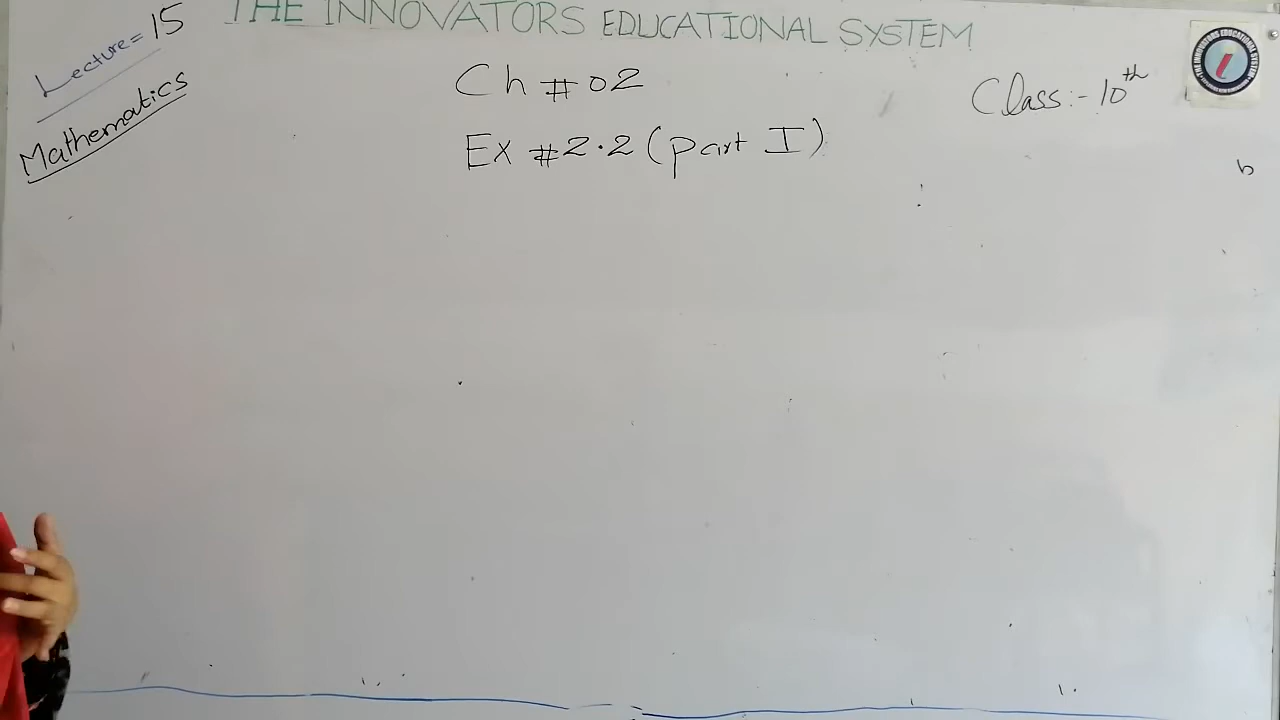 THE INNOVATORS EDUCATIONAL SYSTEM
Lecture = 15
Mathematics
Ch # 02
Class :- 10th
Ex # 2.2 (Part I)
b